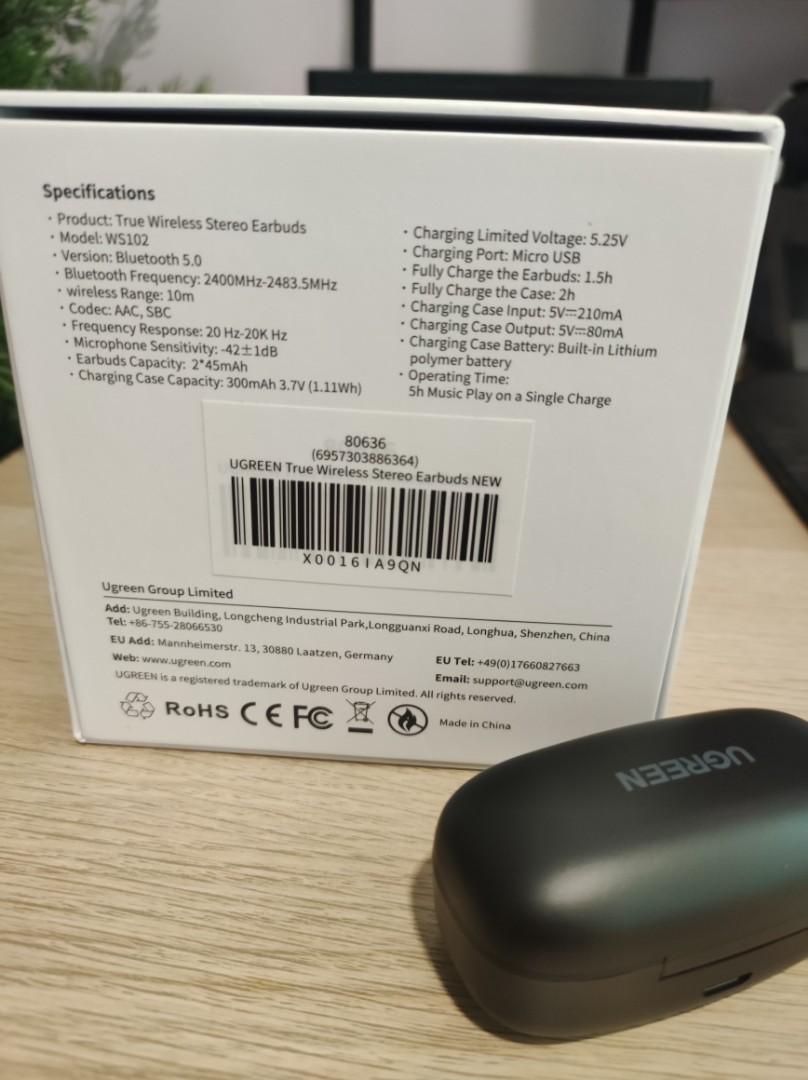 Specifications
· Product: True Wireless Stereo Earbuds
· Model: WS102
· Version: Bluetooth 5.0
· Bluetooth Frequency: 2400MHz-2483.5MHz
· wireless Range: 10m
· Codec: AAC, SBC
· Frequency Response: 20 Hz-20K Hz
· Microphone Sensitivity: -42±1dB
· Earbuds Capacity: 2*45mAh
· Charging Case Capacity: 300mAh 3.7V (1.11Wh)
· Charging Limited Voltage: 5.25V
· Charging Port: Micro USB
· Fully Charge the Earbuds: 1.5h
· Fully Charge the Case: 2h
· Charging Case Input: 5V⎓210mA
· Charging Case Output: 5V⎓80mA
· Charging Case Battery: Built-in Lithium
polymer battery
· Operating Time:
5h Music Play on a Single Charge
80636
(6957303886364)
UGREEN True Wireless Stereo Earbuds NEW
X0016IA9QN
Ugreen Group Limited
Add: Ugreen Building, Longcheng Industrial Park,Longguanxi Road, Longhua, Shenzhen, China
Tel: +86-755-28066530
EU Add: Mannheimerstr. 13, 30880 Laatzen, Germany
EU Tel: +49(0)17660827663
Web: www.ugreen.com
Email: support@ugreen.com
UGREEN is a registered trademark of Ugreen Group Limited. All rights reserved.
RoHS CE FC Made in China
UGREEN